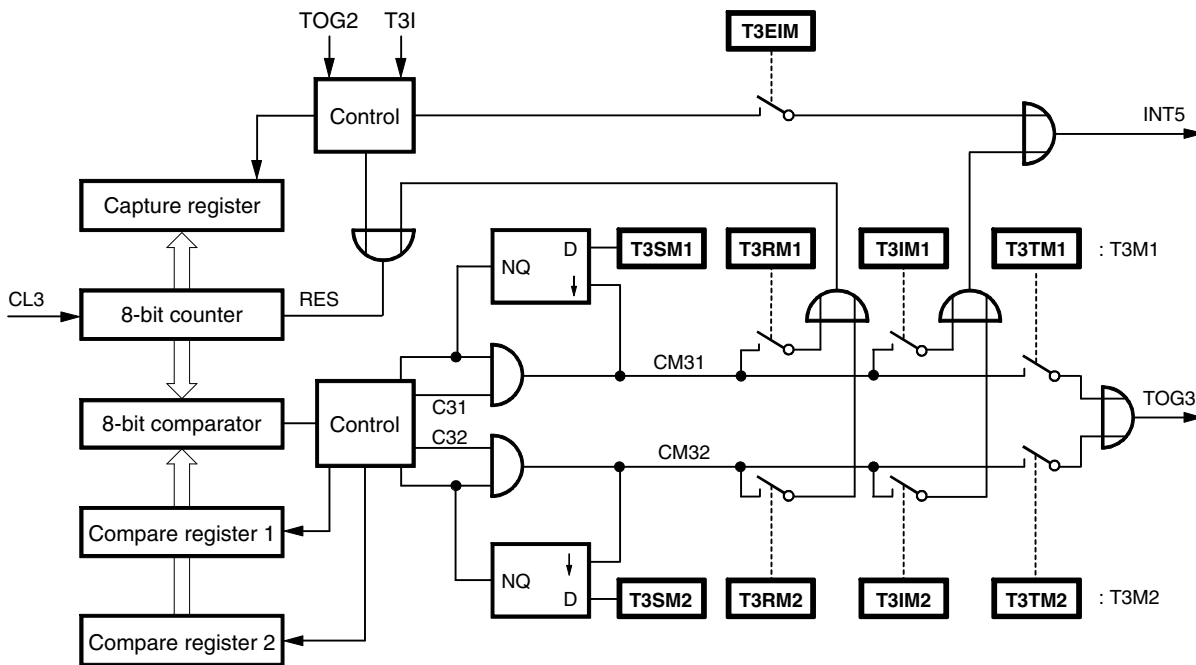 TOG2 T3I
T3EIM
Control
INT5
Capture register
D
T3SM1
T3RM1
T3IM1
T3TM1
: T3M1
NQ
CL3
8-bit counter
RES
CM31
C31
8-bit comparator
Control
C32
TOG3
CM32
Compare register 1
NQ
D
T3SM2
T3RM2
T3IM2
T3TM2
: T3M2
Compare register 2